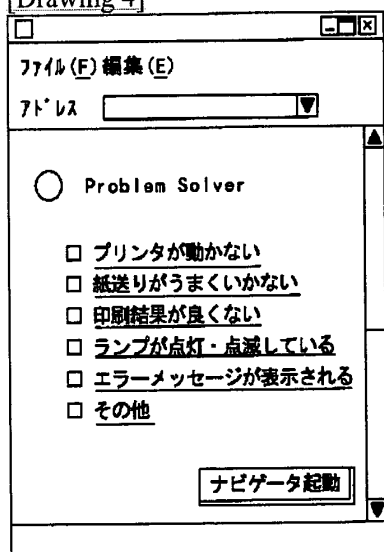 [Drawing 4]
ファイル(F) 編集(E)
アドレス
Problem Solver
プリンタが動かない
紙送りがうまくいかない
印刷結果が良くない
ランプが点灯・点滅している
エラーメッセージが表示される
その他
ナビゲータ起動